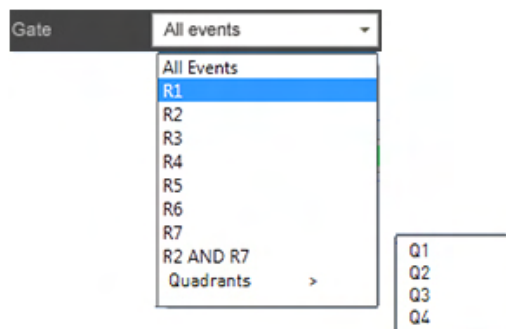 Gate All events
All Events
R1
R2
R3
R4
R5
R6
R7
R2 AND R7
Quadrants >
Q1
Q2
Q3
Q4